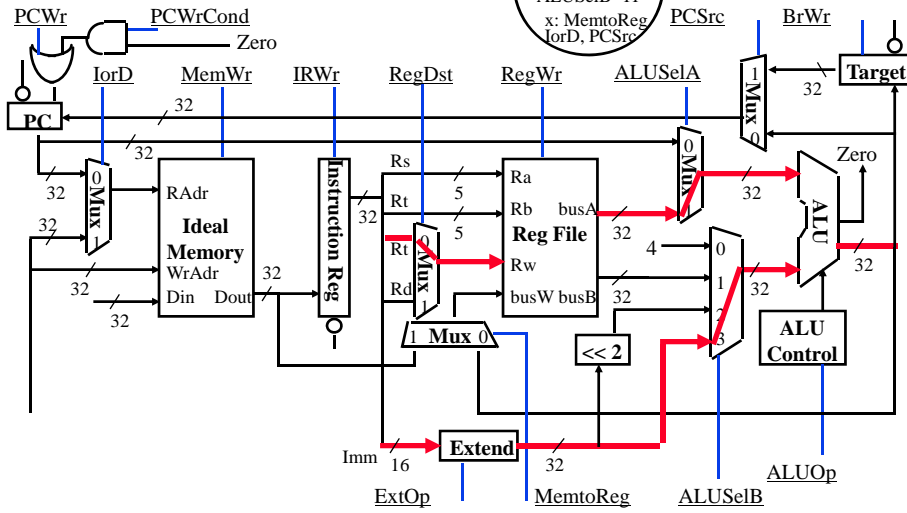 x: MemtoReg
IorD, PCSrc
PCWr
PCWrCond
PCSrc
BrWr
Zero
IorD
MemWr
IRWr
RegDst
RegWr
ALUSelA
Target
32
PC
32
32
32
1
Mux
0
32
0
Mux
1
32
32
32
32
RAdr
Ideal
Memory
WrAdr
Din
Dout
32
Instruction Reg
32
Rs
Rt
5
5
Rt
0
Mux
1
Rd
Ra
Rb
busA
Reg File
Rw
busW
busB
32
32
0
Mux
32
4
0
1
2
3
32
Zero
ALU
32
1 Mux 0
<< 2
ALU
Control
Imm
16
Extend
32
ExtOp
MemtoReg
ALUSelB
ALUOp